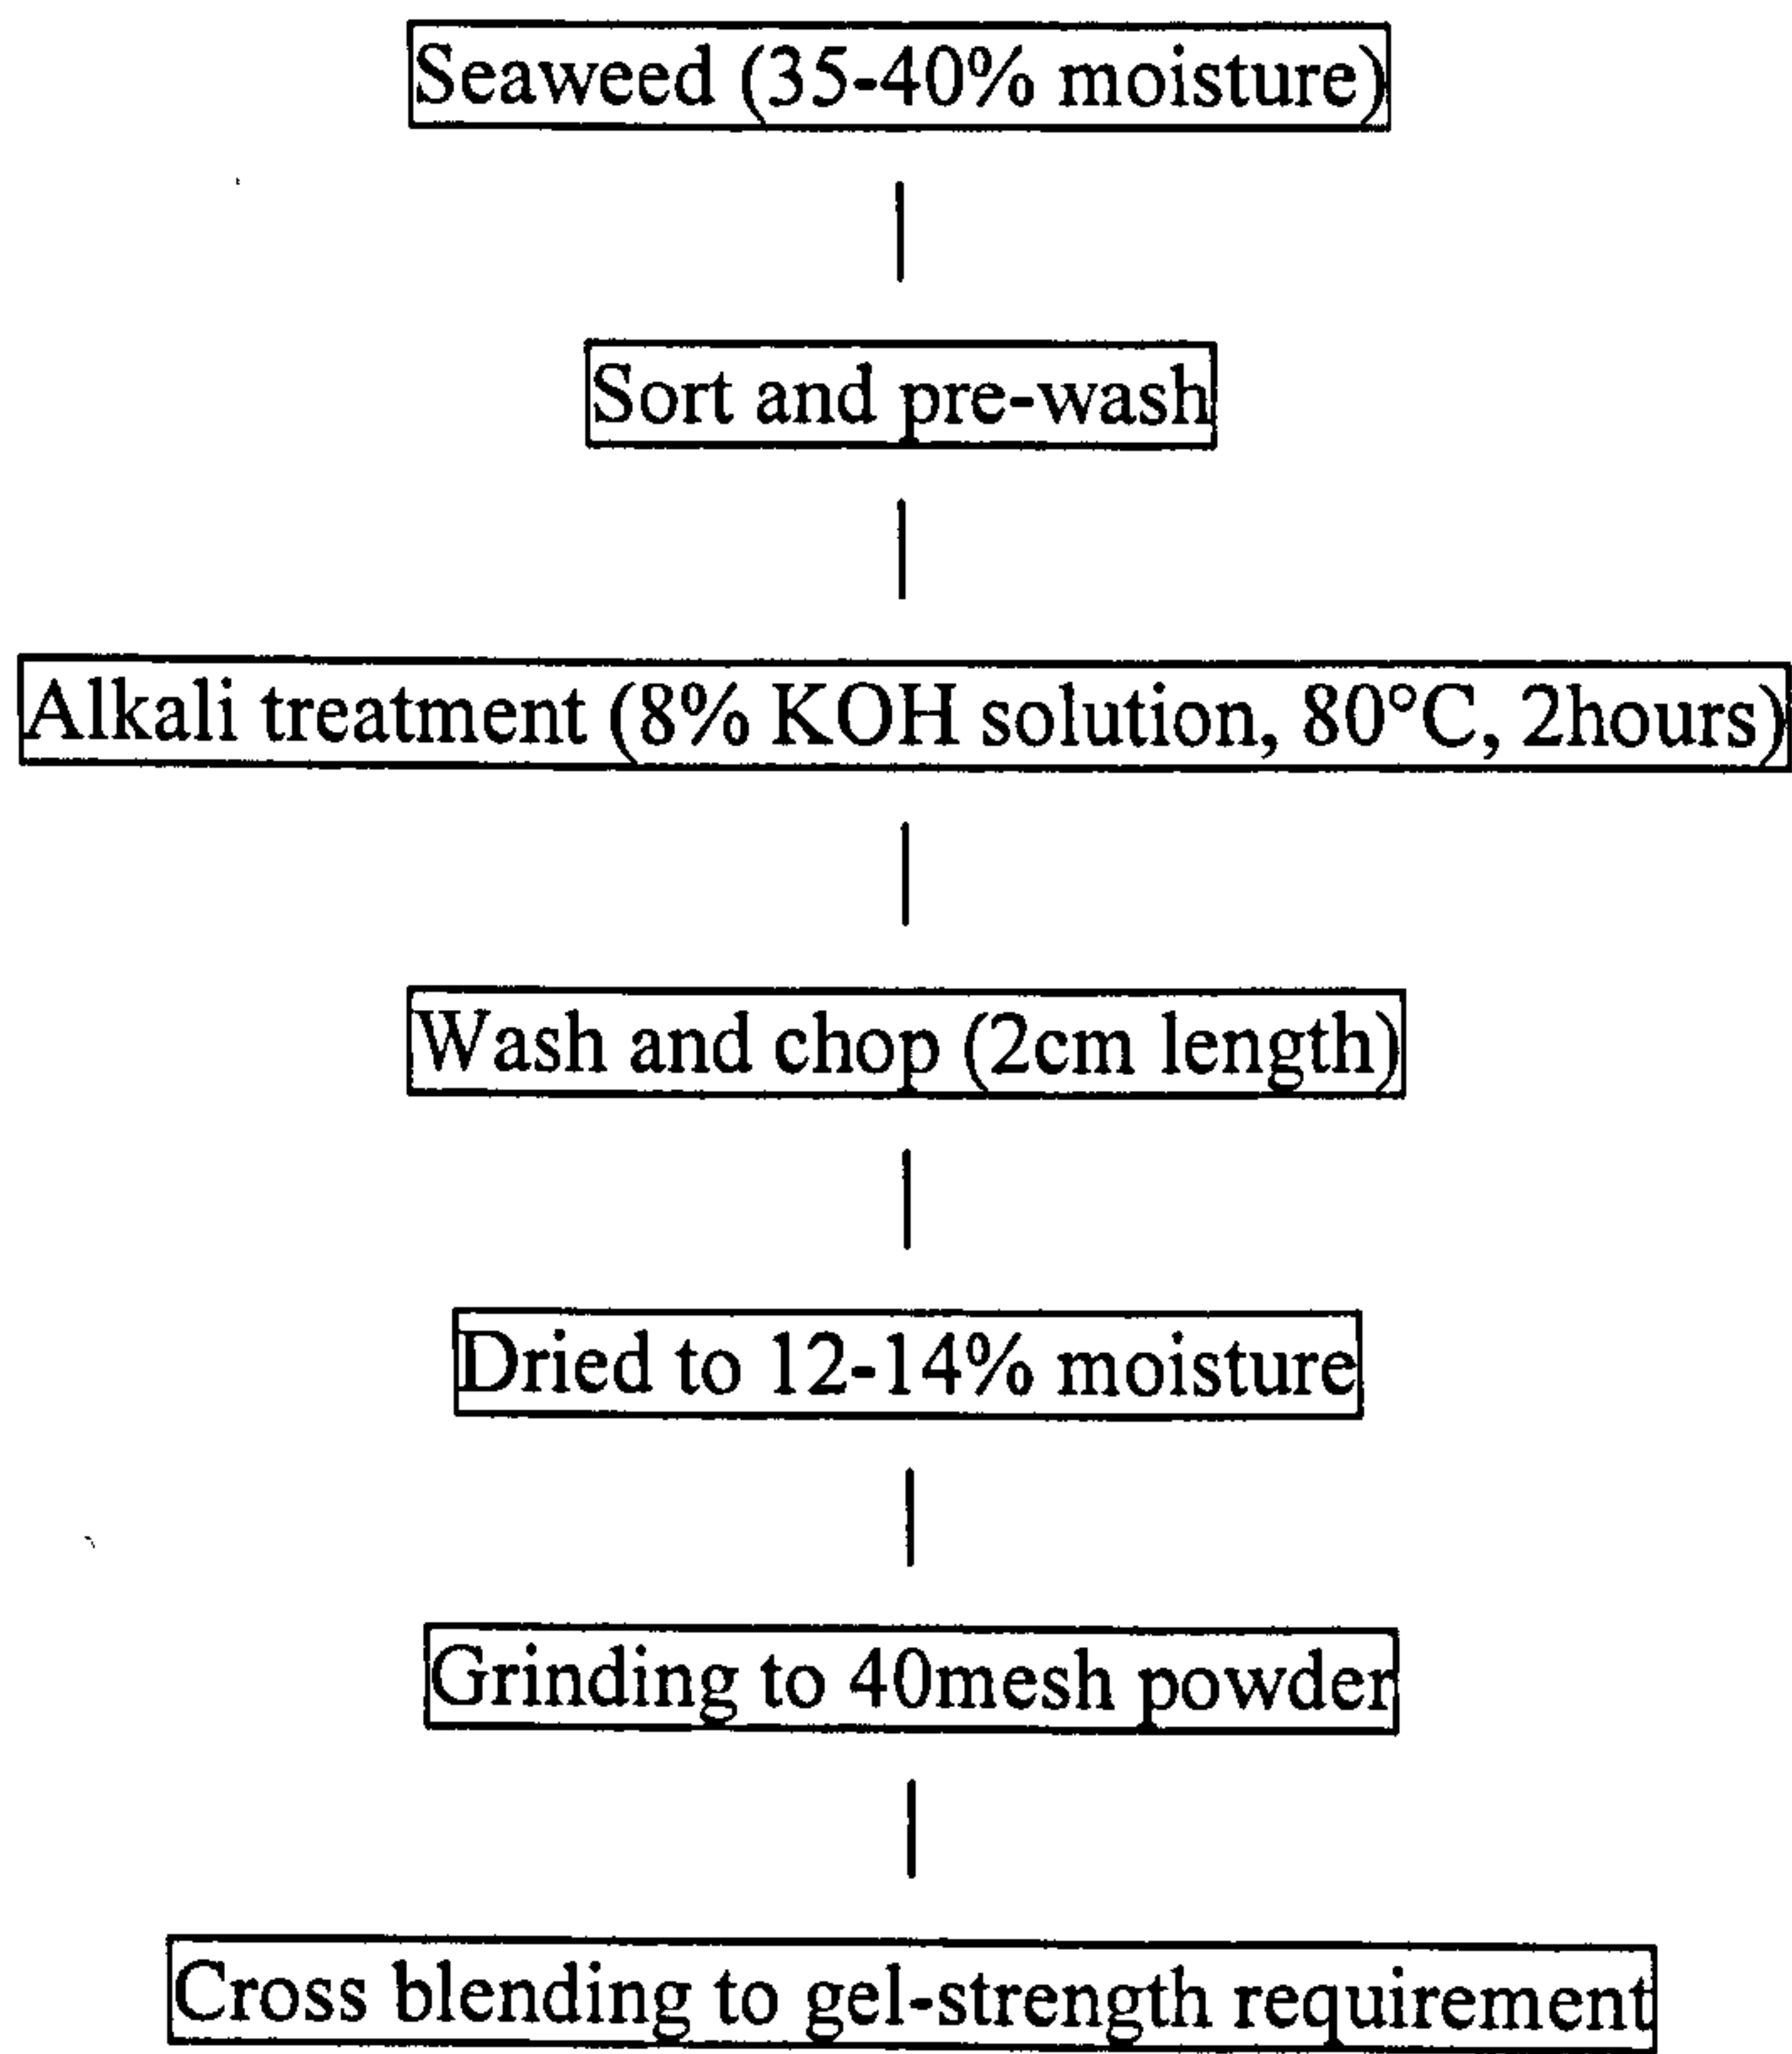 Seaweed (35-40% moisture)
Sort and pre-wash
Alkali treatment (8% KOH solution, 80°C, 2hours)
Wash and chop (2cm length)
Dried to 12-14% moisture
Grinding to 40mesh powder
Cross blending to gel-strength requirement